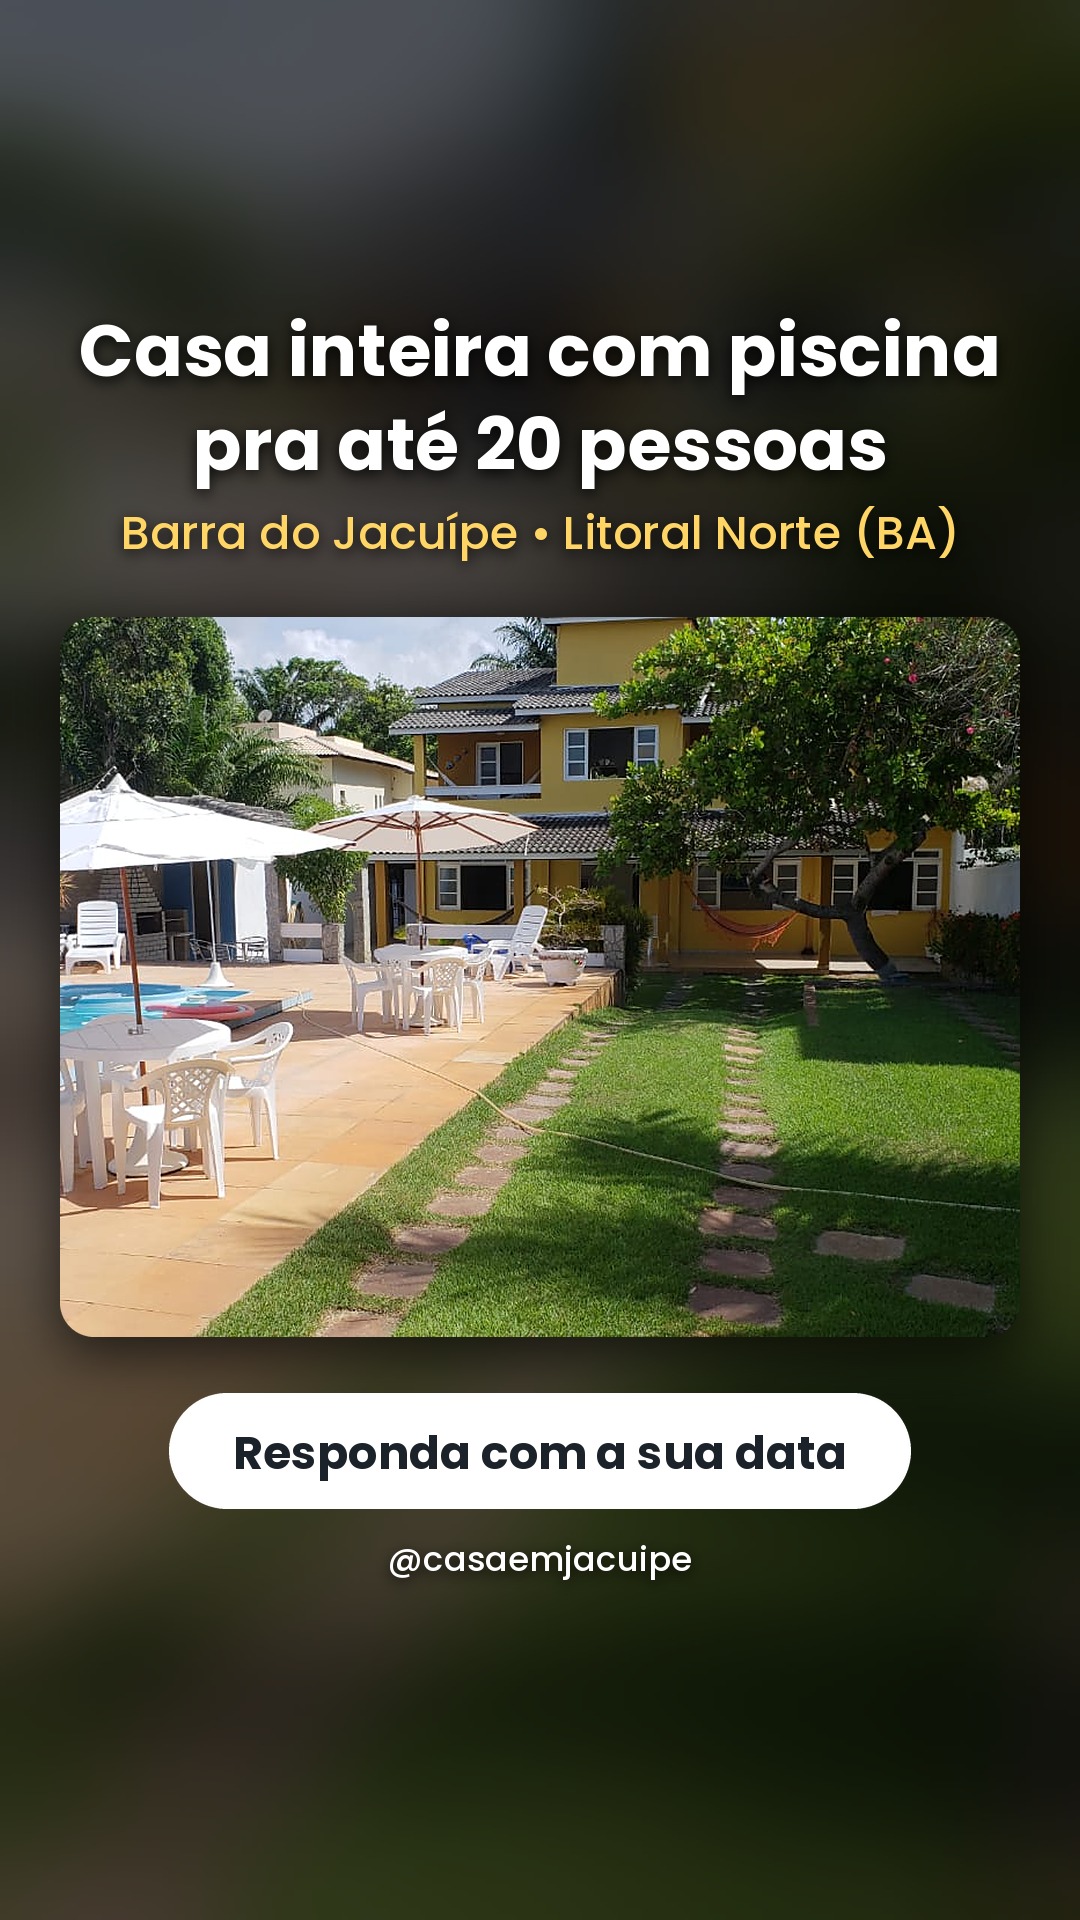 Casa inteira com piscina
pra até 20 pessoas
Barra do Jacuípe • Litoral Norte (BA)
Responda com a sua data
@casaemjacuipe